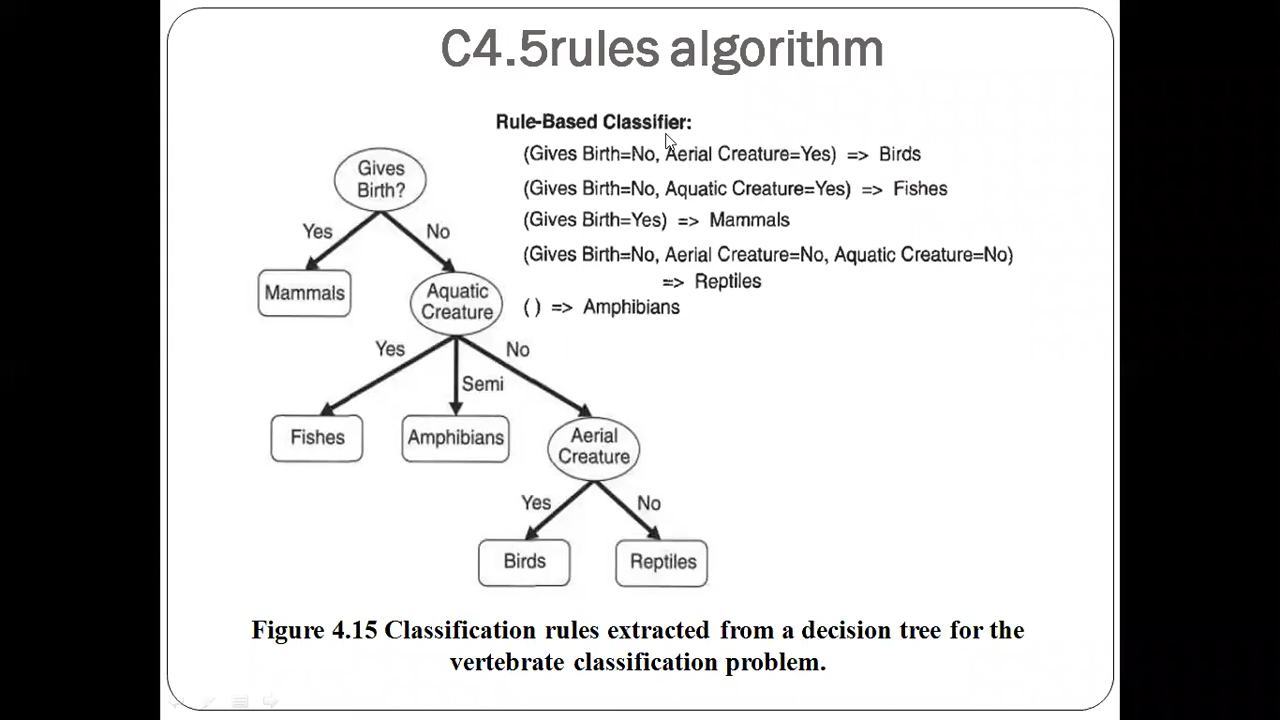 C4.5rules algorithm
Rule-Based Classifier:
(Gives Birth=No, Aerial Creature=Yes) => Birds
(Gives Birth=No, Aquatic Creature=Yes) => Fishes
(Gives Birth=Yes) => Mammals
(Gives Birth=No, Aerial Creature=No, Aquatic Creature=No)
=> Reptiles
( ) => Amphibians
Gives
Birth?
Yes
No
Mammals
Aquatic
Creature
Yes
Semi
No
Fishes
Amphibians
Aerial
Creature
Yes
No
Birds
Reptiles
Figure 4.15 Classification rules extracted from a decision tree for the
vertebrate classification problem.